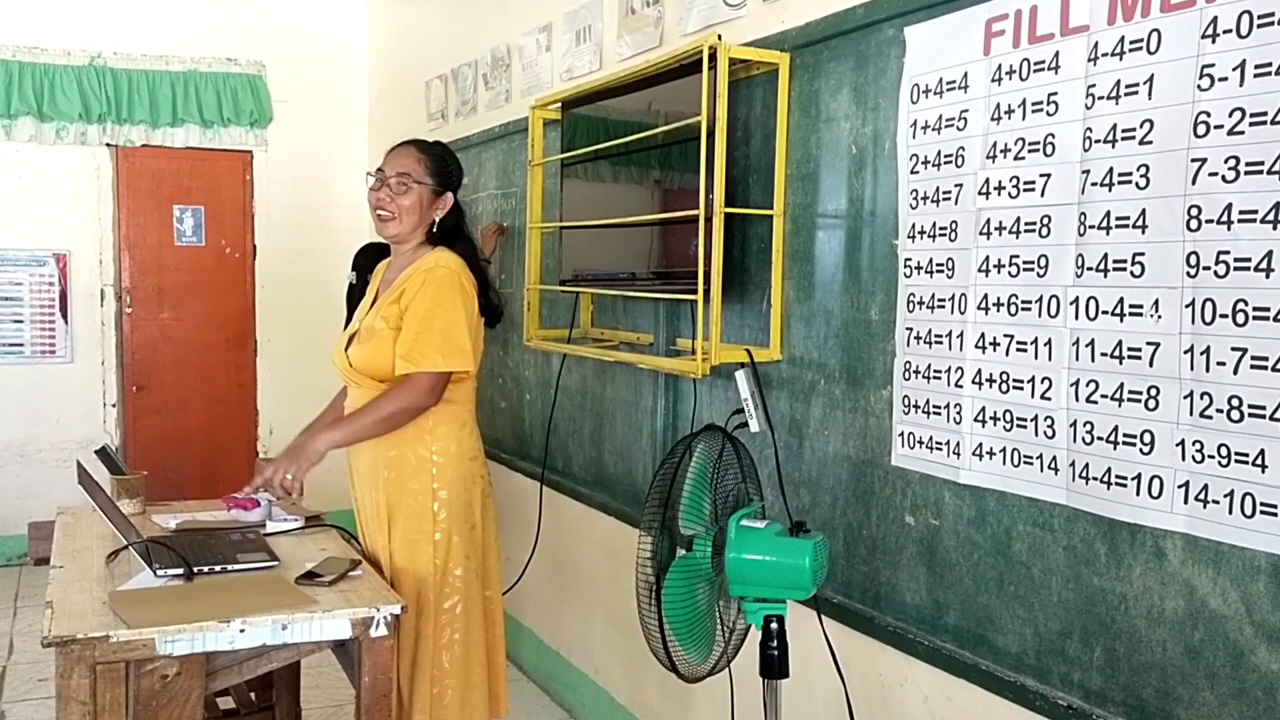 FILL ME
0+4=4 4+0=4 4-4=0 4-0=
1+4=5 4+1=5 5-4=1 5-1=4
2+4=6 4+2=6 6-4=2 6-2=4
3+4=7 4+3=7 7-4=3 7-3=4
4+4=8 4+4=8 8-4=4 8-4=4
5+4=9 4+5=9 9-4=5 9-5=4
6+4=10 4+6=10 10-4=4 10-6=4
7+4=11 4+7=11 11-4=7 11-7=4
8+4=12 4+8=12 12-4=8 12-8=4
9+4=13 4+9=13 13-4=9 13-9=4
10+4=14 4+10=14 14-4=10 14-10=
MAY
BOYS